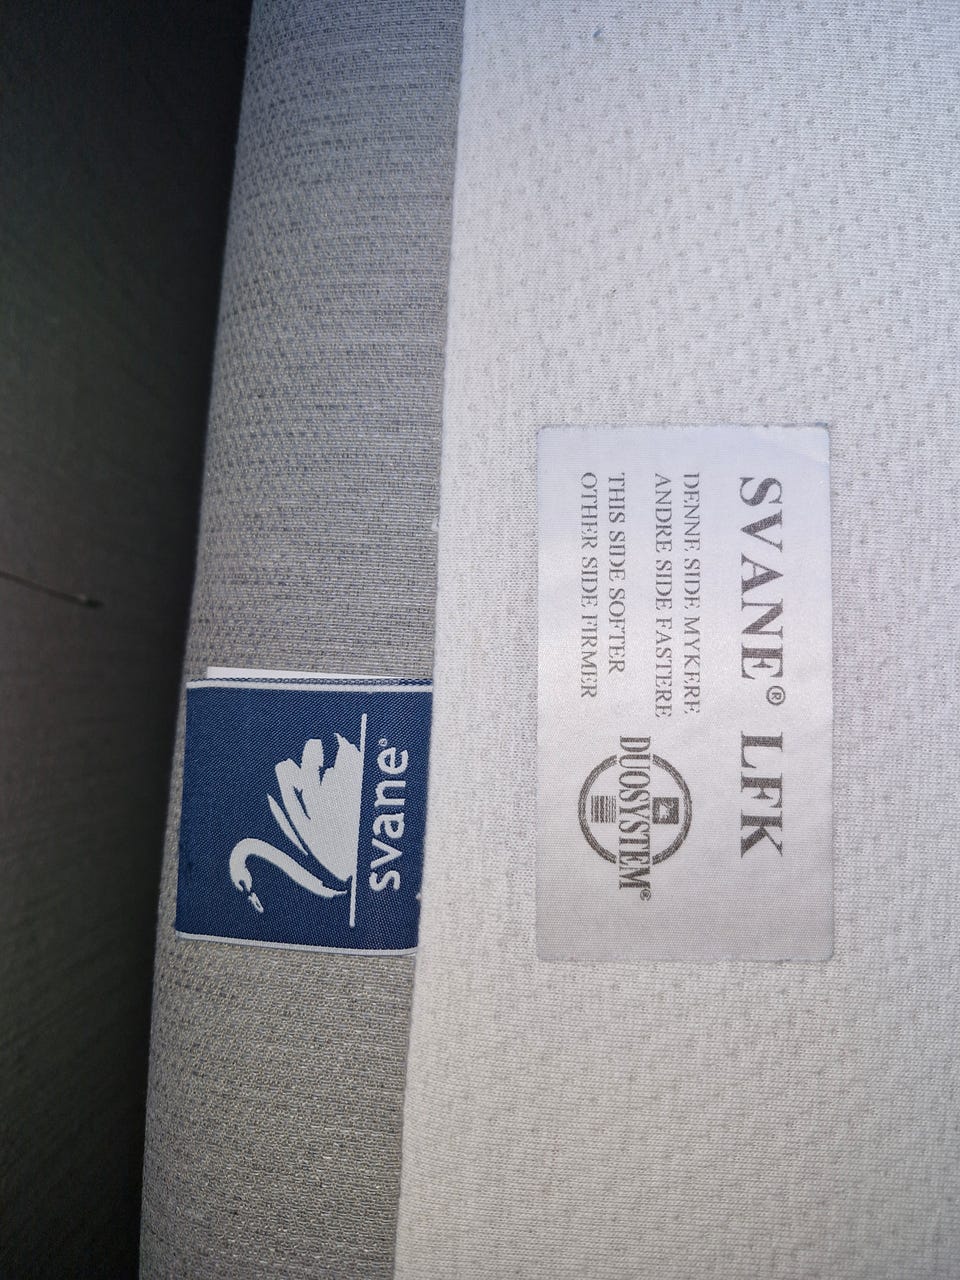 SVANE® LFK
DENNE SIDE MYKERE
ANDRE SIDE FASTERE
THIS SIDE SOFTER
OTHER SIDE FIRMER
DUOSYSTEM®
svane®